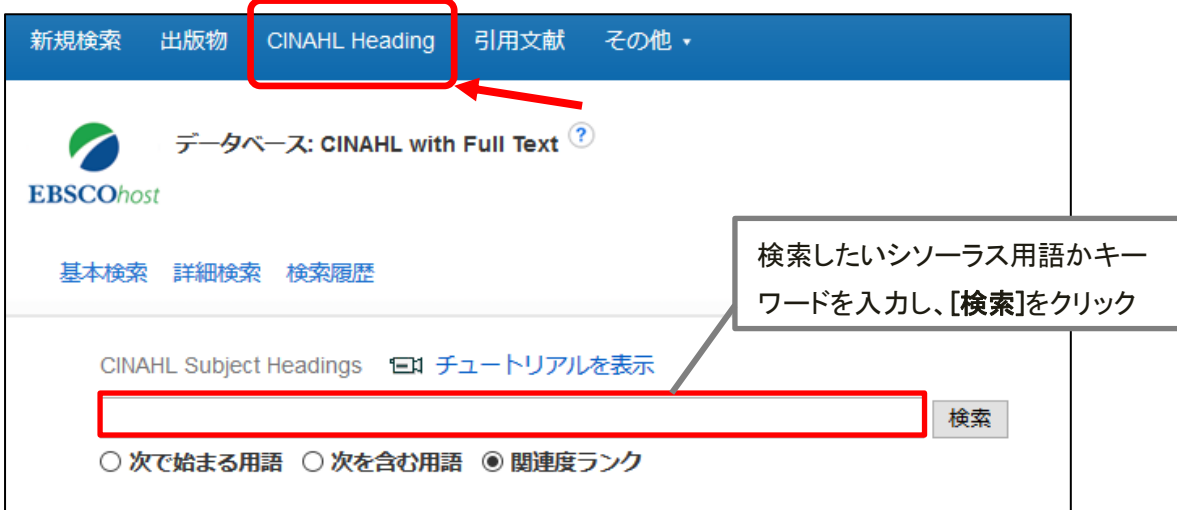 新規検索 出版物 CINAHL Heading 引用文献 その他
データベース: CINAHL with Full Text ?
EBSCOhost
基本検索 詳細検索 検索履歴
検索したいシソーラス用語かキー
ワードを入力し、[検索]をクリック
CINAHL Subject Headings チュートリアルを表示
検索
次で始まる用語 次を含む用語 関連度ランク